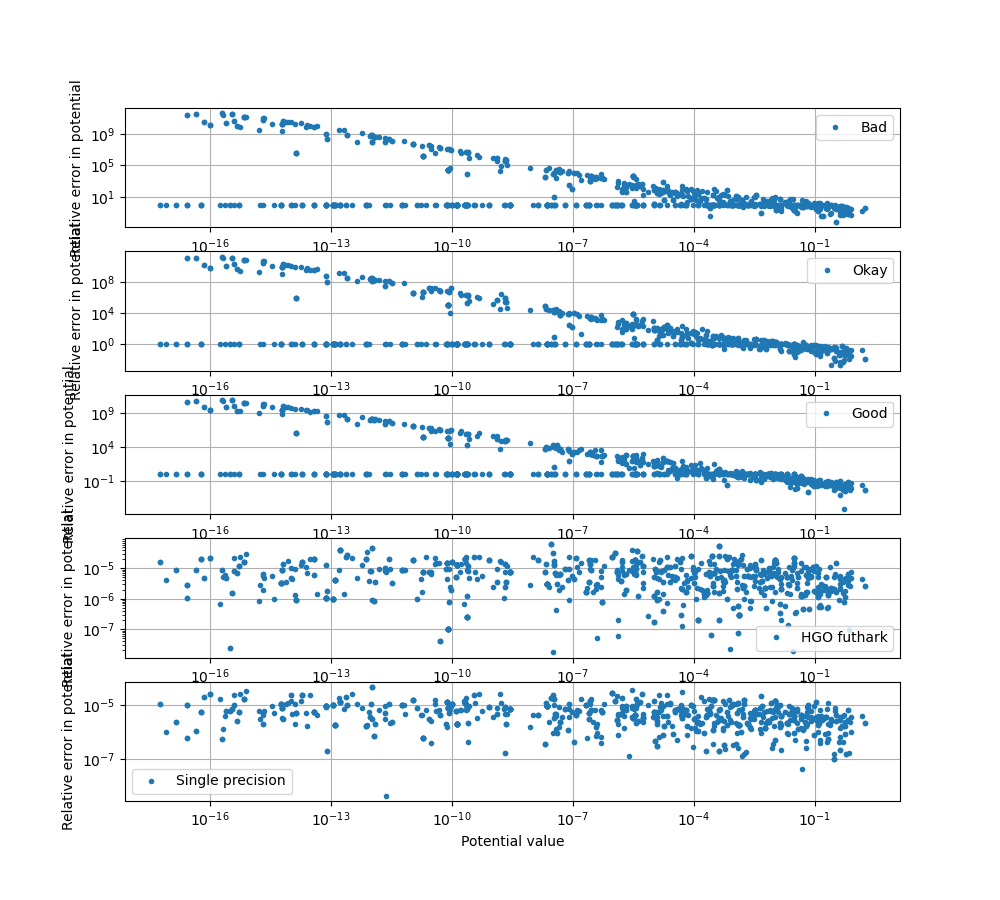 Relative error in potential
10^9
10^5
10^1
Bad
10^-16 10^-13 10^-10 10^-7 10^-4 10^-1
Relative error in potential
10^8
10^4
10^0
Okay
10^-16 10^-13 10^-10 10^-7 10^-4 10^-1
Relative error in potential
10^9
10^4
10^-1
Good
10^-16 10^-13 10^-10 10^-7 10^-4 10^-1
Relative error in potential
10^-5
10^-6
10^-7
HGO futhark
10^-16 10^-13 10^-10 10^-7 10^-4 10^-1
Relative error in potential
10^-5
10^-7
Single precision
10^-16 10^-13 10^-10 10^-7 10^-4 10^-1
Potential value